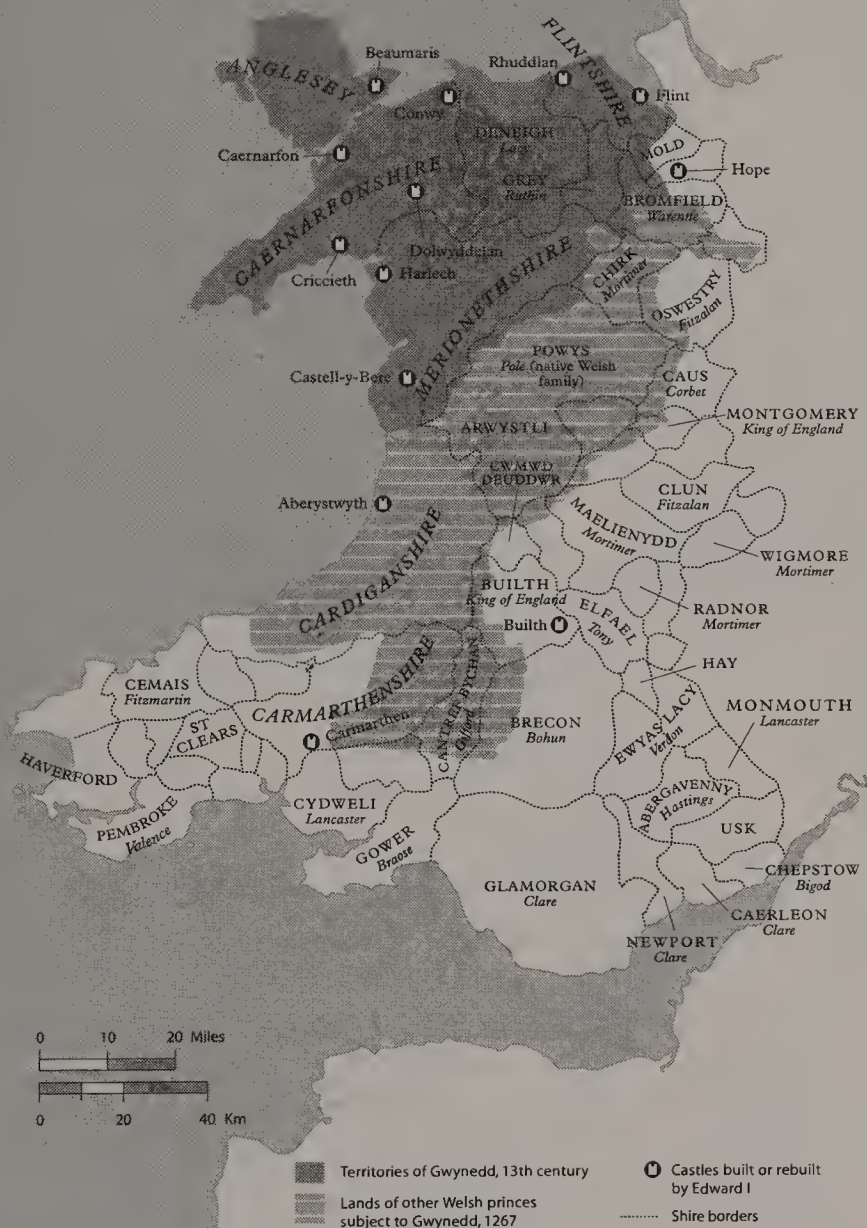 FLINTSHIRE
Beaumaris
Rhuddlan
ANGLESEY
Flint
Conwy
DENBIGH
Lacy
MOLD
Caernarfon
Hope
GREY
Ruthin
CAERNARFONSHIRE
BROMFIELD
Warenne
Dolwyddelan
Criccieth
Harlech
CHIRK
Mortimer
MERIONETHSHIRE
OSWESTRY
Fitzalan
POWYS
Pole (native Welsh
family)
CAUS
Corbet
Castell-y-Bere
MONTGOMERY
King of England
ARWYSTLI
CWMWD
DEUDDWR
CLUN
Fitzalan
Aberystwyth
MAELIENYDD
Mortimer
WIGMORE
Mortimer
CARDIGANSHIRE
BUILTH
King of England
RADNOR
Mortimer
ELFAEL
Tony
Builth
HAY
CEMAIS
Fitzmartin
CARMARTHENSHIRE
CANTREF BYCHAN
Giffard
MONMOUTH
Lancaster
ST
CLEARS
Carmarthen
BRECON
Bohun
EWYAS LACY
Verdon
HAVERFORD
ABERGAVENNY
Hastings
CYDWELI
Lancaster
PEMBROKE
Valence
USK
GOWER
Braose
CHEPSTOW
Bigod
GLAMORGAN
Clare
CAERLEON
Clare
NEWPORT
Clare
0 10 20 Miles
0 20 40 Km
Territories of Gwynedd, 13th century
Lands of other Welsh princes
subject to Gwynedd, 1267
Castles built or rebuilt
by Edward I
Shire borders